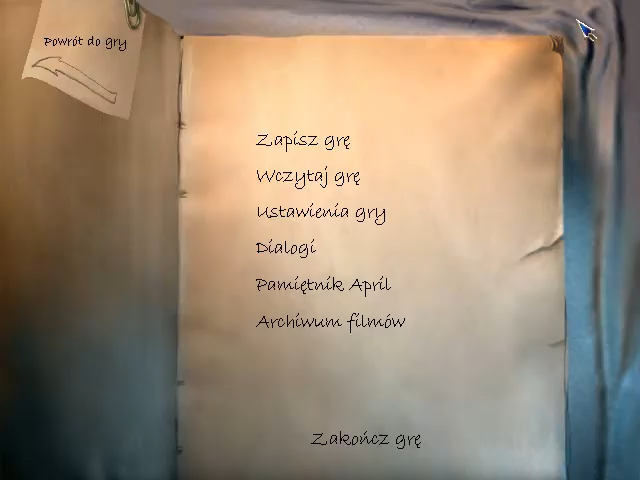 Powrót do gry
Zapisz grę
Wczytaj grę
Ustawienia gry
Dialogi
Pamiętnik April
Archiwum filmów
Zakończ grę